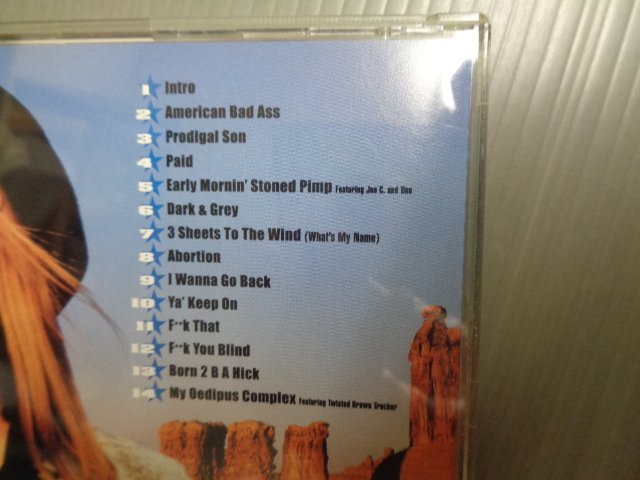 1 Intro
2 American Bad Ass
3 Prodigal Son
4 Paid
5 Early Mornin' Stoned Pimp Featuring Joe C. and Uno
6 Dark & Grey
7 3 Sheets To The Wind (What's My Name)
8 Abortion
9 I Wanna Go Back
10 Ya' Keep On
11 F**k That
12 F**k You Blind
13 Born 2 B A Hick
14 My Oedipus Complex Featuring Twisted Brown Trucker